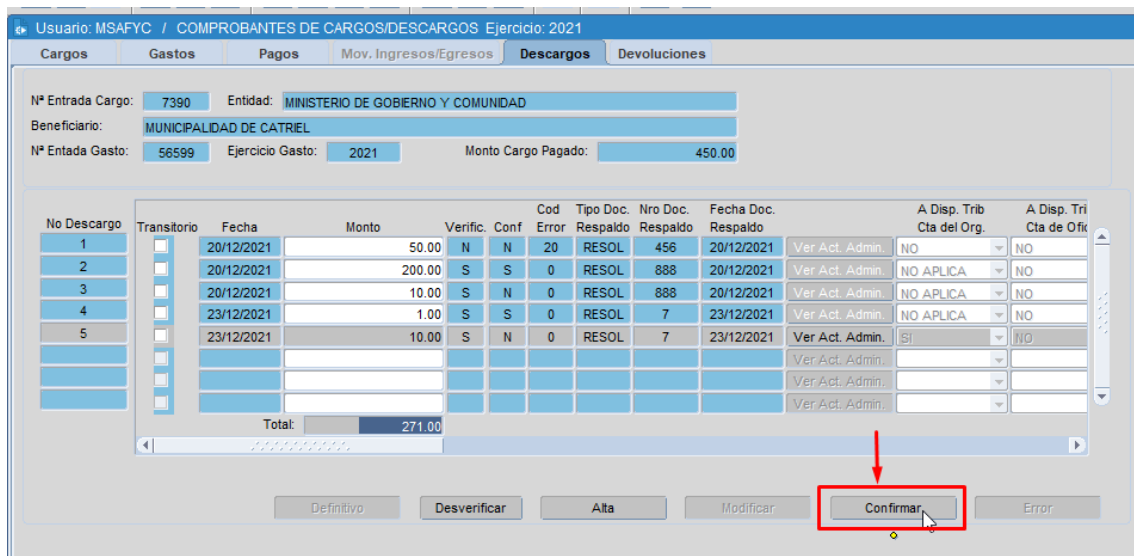 Usuario: MSAFYC / COMPROBANTES DE CARGOS/DESCARGOS Ejercicio: 2021
Cargos Gastos Pagos Mov. Ingresos/Egresos Descargos Devoluciones
Nª Entrada Cargo: 7390 Entidad: MINISTERIO DE GOBIERNO Y COMUNIDAD
Beneficiario: MUNICIPALIDAD DE CATRIEL
Nª Entada Gasto: 56599 Ejercicio Gasto: 2021 Monto Cargo Pagado: 450.00
Cod Tipo Doc. Nro Doc. Fecha Doc. A Disp. Trib A Disp. Tri
No Descargo Transitorio Fecha Monto Verific. Conf Error Respaldo Respaldo Respaldo Cta del Org. Cta de Ofic
1 20/12/2021 50.00 N N 20 RESOL 456 20/12/2021 Ver Act. Admin. NO NO
2 20/12/2021 200.00 S S 0 RESOL 888 20/12/2021 Ver Act. Admin. NO APLICA NO
3 20/12/2021 10.00 S N 0 RESOL 888 20/12/2021 Ver Act. Admin. NO APLICA NO
4 23/12/2021 1.00 S S 0 RESOL 7 23/12/2021 Ver Act. Admin. NO APLICA NO
5 23/12/2021 10.00 S N 0 RESOL 7 23/12/2021 Ver Act. Admin. SI NO
Ver Act. Admin.
Ver Act. Admin.
Ver Act. Admin.
Total: 271.00
Definitivo Desverificar Alta Modificar Confirmar Error